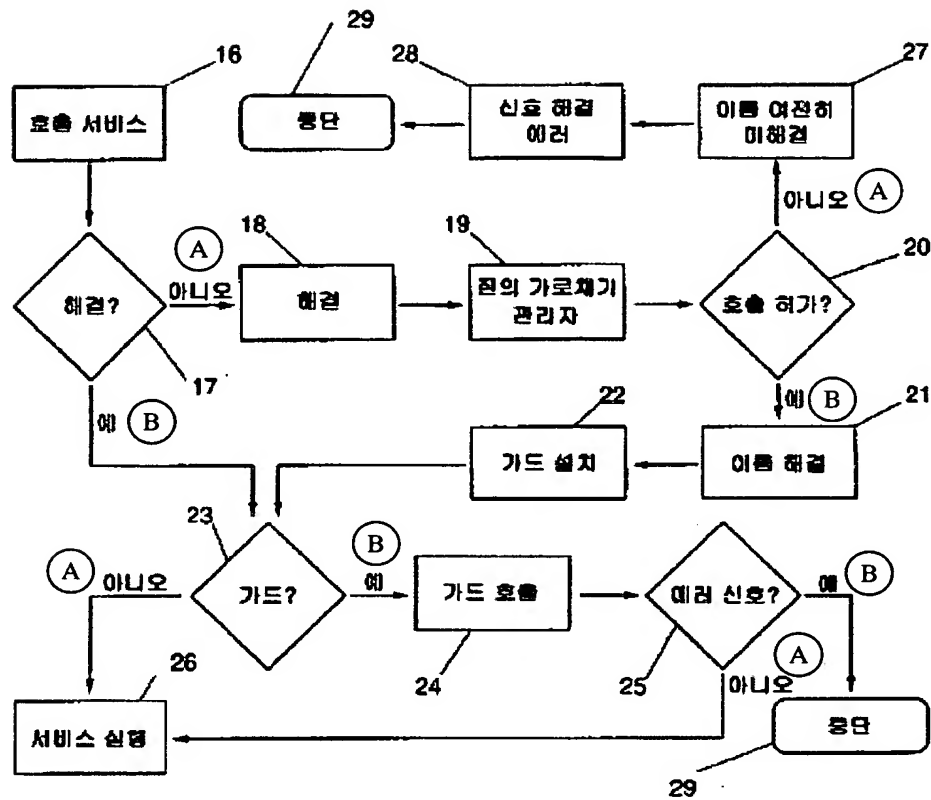 29
16
28
27
호출 서비스
중단
신호 해결
에러
이름 여전히
미해결
아니오
A
18
19
20
A
아니오
해결?
해결
질의 가로채기
관리자
호출 허가?
17
예
B
22
예
B
21
가드 설치
이름 해결
23
A
아니오
B
예
B
예
가드?
가드 호출
에러 신호?
26
24
25
A
아니오
서비스 실행
중단
29